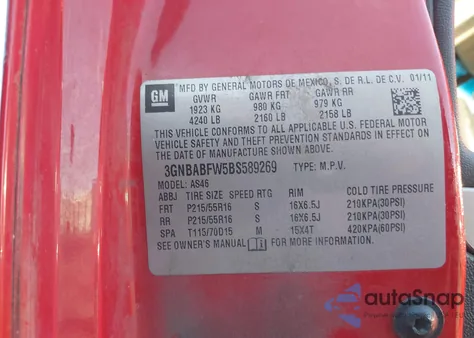 GM
MFD BY GENERAL MOTORS OF MEXICO, S. DE R.L. DE C.V. 01/11
GVWR GAWR FRT GAWR RR
1923 KG 980 KG 979 KG
4240 LB 2160 LB 2158 LB
THIS VEHICLE CONFORMS TO ALL APPLICABLE U.S.
FEDERAL MOTOR VEHICLE SAFETY, BUMPER, AND
THEFT PREVENTION STANDARDS IN EFFECT ON THE
DATE OF MANUFACTURE SHOWN ABOVE.
3GNBABFW5BS589269 TYPE: M.P.V.
MODEL: AS46
ABBJ TIRE SIZE SPEED RTG RIM COLD TIRE PRESSURE
FRT P215/55R16 S 16X6.5J 210KPA(30PSI)
RR P215/55R16 S 16X6.5J 210KPA(30PSI)
SPA T115/70D15 M 15X4T 420KPA(60PSI)
SEE OWNER'S MANUAL FOR MORE INFORMATION
autoSnap